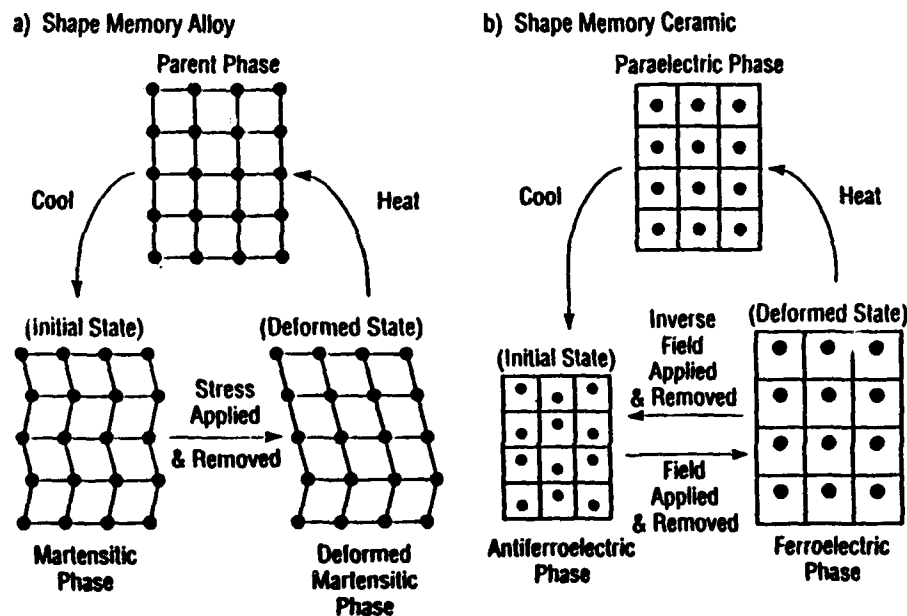 a) Shape Memory Alloy
Parent Phase
Cool
Heat
(Initial State)
(Deformed State)
Stress
Applied
& Removed
Martensitic
Phase
Deformed
Martensitic
Phase
b) Shape Memory Ceramic
Paraelectric Phase
Cool
Heat
(Initial State)
Inverse
Field
Applied
& Removed
(Deformed State)
Field
Applied
& Removed
Antiferroelectric
Phase
Ferroelectric
Phase